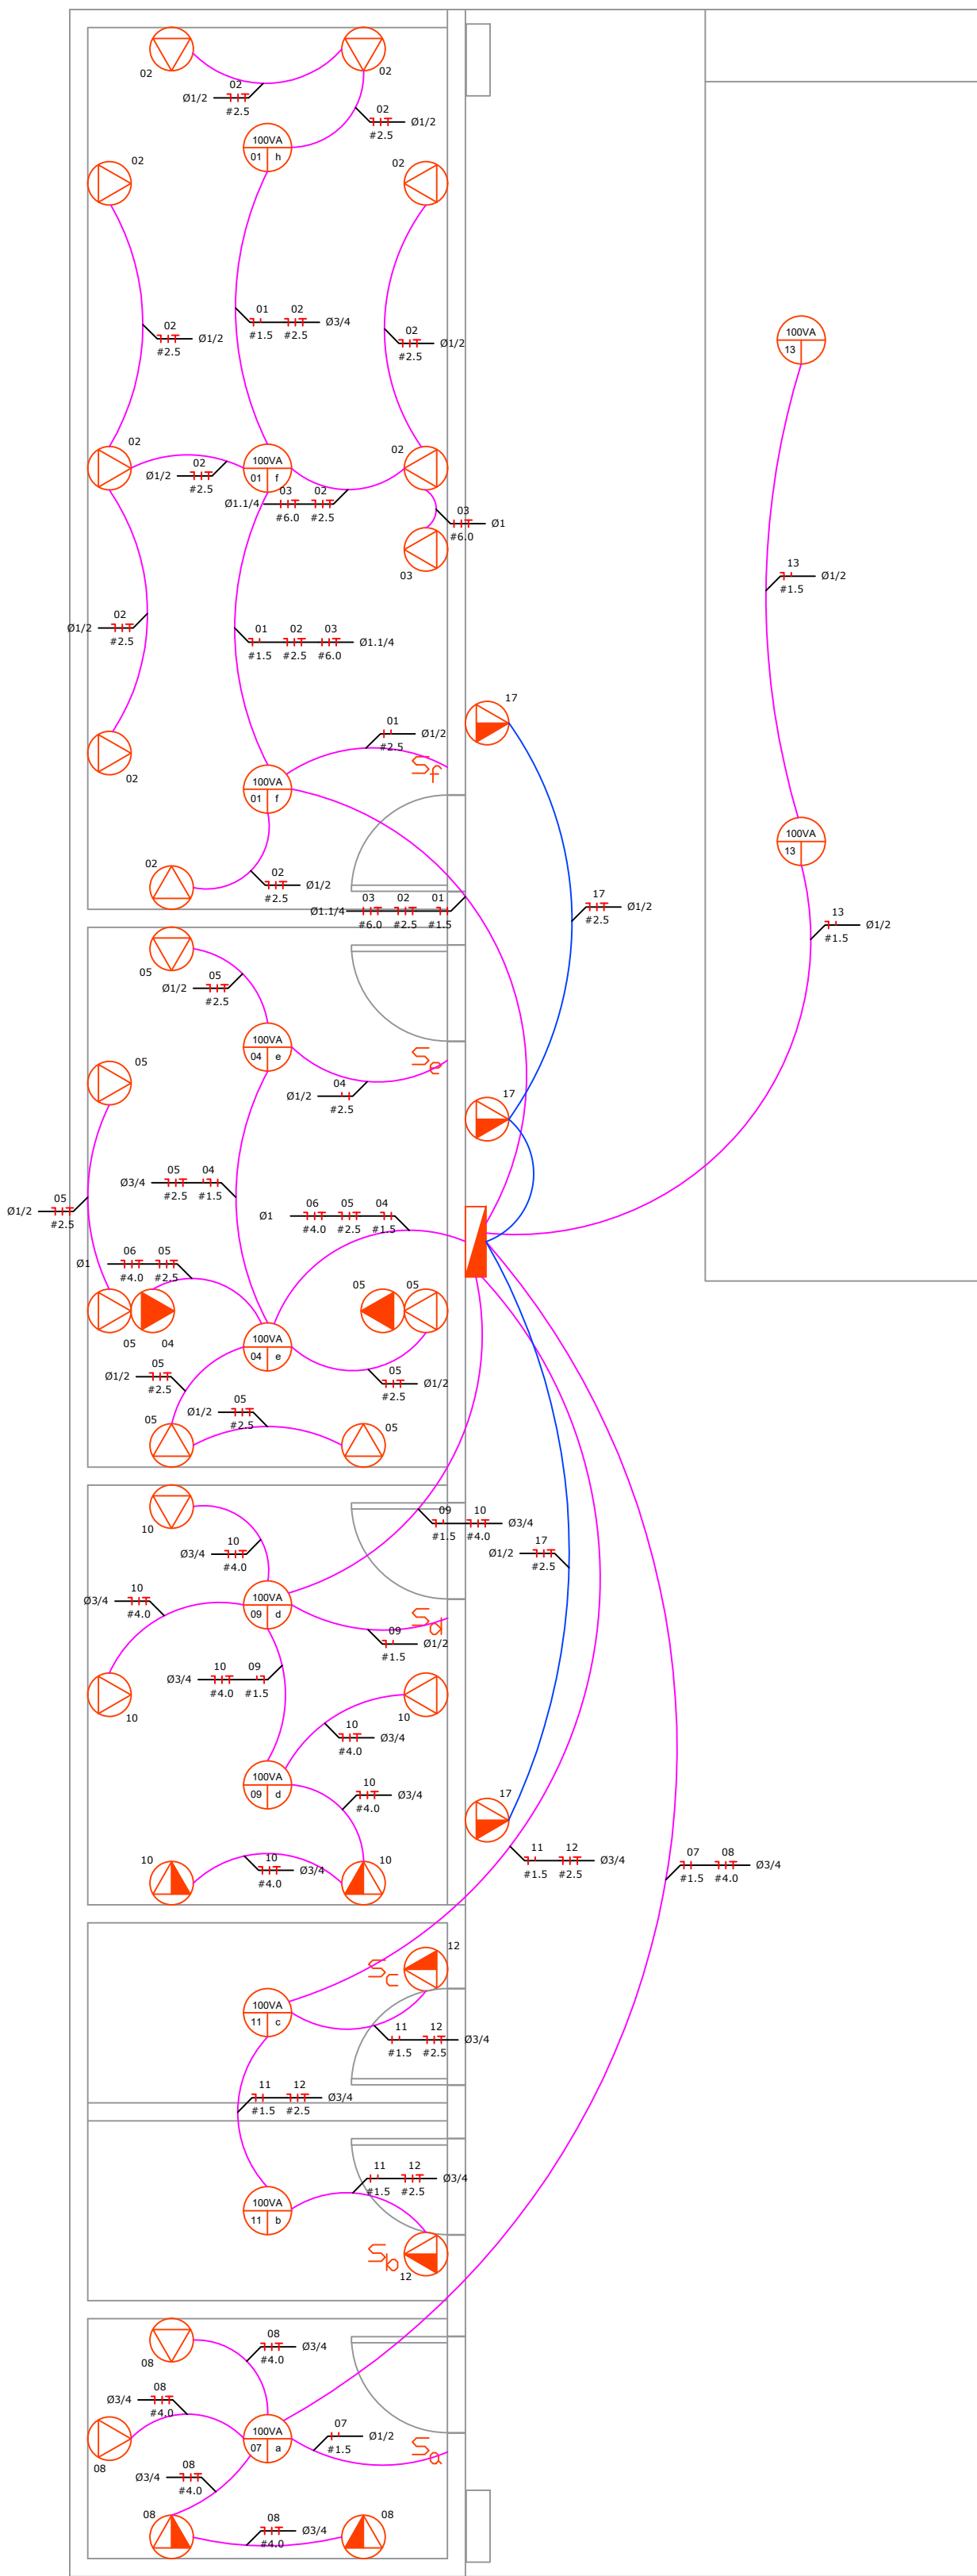 02
02
02
Ø1/2
#2.5
02
Ø1/2
#2.5
100VA
01 h
02
02
01 02
Ø3/4
#1.5 #2.5
02
Ø1/2
#2.5
02
Ø1/2
#2.5
02
02
02
Ø1/2
#2.5
100VA
01 f
03 02
Ø1.1/4
#6.0 #2.5
03
Ø1
#6.0
03
02
Ø1/2
#2.5
01 02 03
Ø1.1/4
#1.5 #2.5 #6.0
02
01
Ø1/2
#2.5
Sf
100VA
01 f
02
02
Ø1/2
#2.5
03 02 01
Ø1.1/4
#6.0 #2.5 #1.5
17
17
Ø1/2
#2.5
100VA
13
13
Ø1/2
#1.5
100VA
13
13
Ø1/2
#1.5
05
05
Ø1/2
#2.5
100VA
04 e
Se
05
04
Ø1/2
#2.5
17
05 04
Ø3/4
#2.5 #1.5
05
Ø1/2
#2.5
06 05 04
Ø1
#4.0 #2.5 #1.5
06 05
Ø1
#4.0 #2.5
05 05
05 04
100VA
04 e
05
Ø1/2
#2.5
05
Ø1/2
#2.5
05
Ø1/2
#2.5
05
05
10
09 10
Ø3/4
#1.5 #4.0
17
Ø1/2
#2.5
10
Ø3/4
#4.0
10
Ø3/4
#4.0
100VA
09 d
Sd
09
Ø1/2
#1.5
10 09
Ø3/4
#4.0 #1.5
10
10
10
Ø3/4
#4.0
100VA
09 d
10
Ø3/4
#4.0
17
10
10
Ø3/4
#4.0
10
11 12
Ø3/4
#1.5 #2.5
07 08
Ø3/4
#1.5 #4.0
12
Sc
100VA
11 c
11 12
Ø3/4
#1.5 #2.5
11 12
Ø3/4
#1.5 #2.5
11 12
Ø3/4
#1.5 #2.5
100VA
11 b
Sb
12
08
08
Ø3/4
#4.0
08
Ø3/4
#4.0
100VA
07 a
07
Ø1/2
#1.5
Sa
08
08
Ø3/4
#4.0
08
08
Ø3/4
#4.0
08